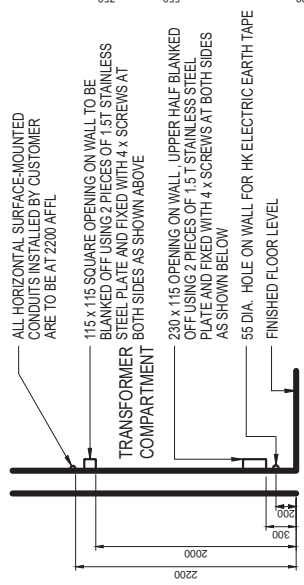 ALL HORIZONTAL SURFACE-MOUNTED
CONDUITS INSTALLED BY CUSTOMER
ARE TO BE AT 2200 AFFL
115 x 115 SQUARE OPENING ON WALL TO BE
BLANKED OFF USING 2 PIECES OF 1.5T STAINLESS
STEEL PLATE AND FIXED WITH 4 x SCREWS AT
BOTH SIDES AS SHOWN ABOVE
TRANSFORMER
COMPARTMENT
230 x 115 OPENING ON WALL , UPPER HALF BLANKED
OFF USING 2 PIECES OF 1.5T STAINLESS STEEL
PLATE AND FIXED WITH 4 x SCREWS AT BOTH SIDES
AS SHOWN BELOW
55 DIA. HOLE ON WALL FOR HK ELECTRIC EARTH TAPE
FINISHED FLOOR LEVEL
2200
2000
300
200